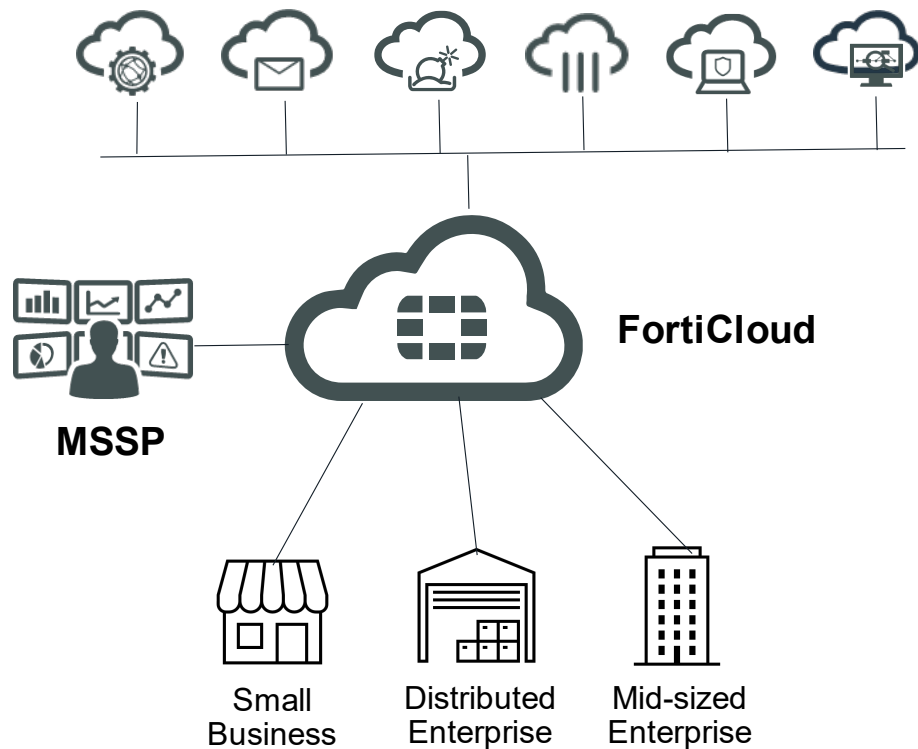 FortiCloud
MSSP
Small
Business
Distributed
Enterprise
Mid-sized
Enterprise